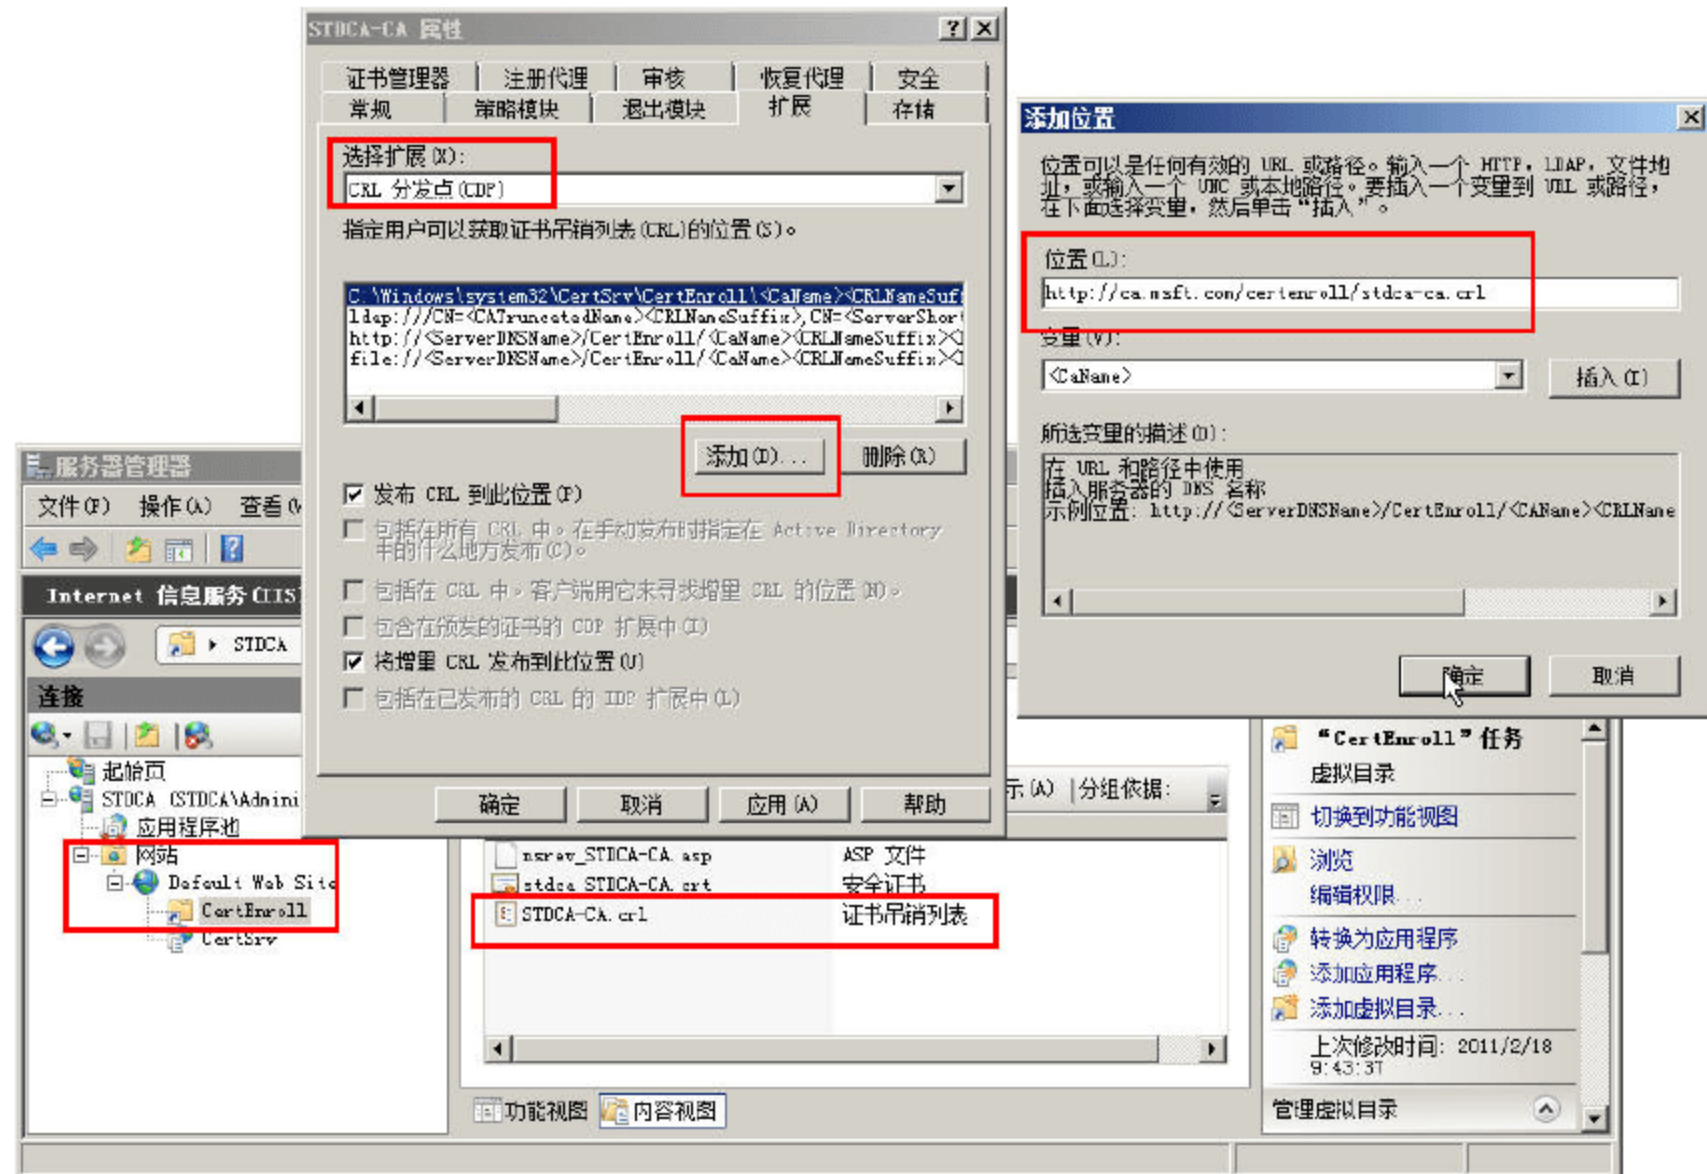 STDCA-CA 属性
证书管理器 注册代理 审核 恢复代理 安全
常规 策略模块 退出模块 扩展 存储
选择扩展(X):
CRL 分发点(CDP)
指定用户可以获取证书吊销列表(CRL)的位置(S)。
C:\Windows\system32\CertSrv\CertEnroll\<CaName><CRLNameSuf
ldap:///CN=<CATruncatedName><CRLNameSuffix>,CN=<ServerShor
http://<ServerDNSName>/CertEnroll/<CaName><CRLNameSuffix><
file://<ServerDNSName>/CertEnroll/<CaName><CRLNameSuffix><
添加(D)... 删除(R)
发布 CRL 到此位置(P)
包括在所有 CRL 中。在手动发布时指定在 Active Directory
中的什么地方发布(C)。
包括在 CRL 中。客户端用它来寻找增量 CRL 的位置(N)。
包含在颁发的证书的 CDP 扩展中(I)
将增量 CRL 发布到此位置(U)
包括在已发布的 CRL 的 IDP 扩展中(L)
确定 取消 应用(A) 帮助
添加位置
位置可以是任何有效的 URL 或路径。输入一个 HTTP, LDAP, 文件地
址, 或输入一个 UNC 或本地路径。要插入一个变量到 URL 或路径,
在下面选择变量, 然后单击“插入”。
位置(L):
http://ca.msft.com/certenroll/stdca-ca.crl
变量(V):
<CaName>
插入(I)
所选变量的描述(D):
在 URL 和路径中使用
插入服务器的 DNS 名称
示例位置: http://<ServerDNSName>/CertEnroll/<CAName><CRLName
确定 取消
服务器管理器
文件(F) 操作(A) 查看(
Internet 信息服务(IIS)
STDCA
连接
起始页
STDCA (STDCA\Admini
应用程序池
网站
Default Web Site
CertEnroll
CertSrv
示(A) 分组依据:
nsrev_STDCA-CA.asp ASP 文件
stdca_STDCA-CA.crt 安全证书
STDCA-CA.crl 证书吊销列表
功能视图 内容视图
“CertEnroll”任务
虚拟目录
切换到功能视图
浏览
编辑权限...
转换为应用程序
添加应用程序...
添加虚拟目录...
上次修改时间: 2011/2/18
9:43:37
管理虚拟目录